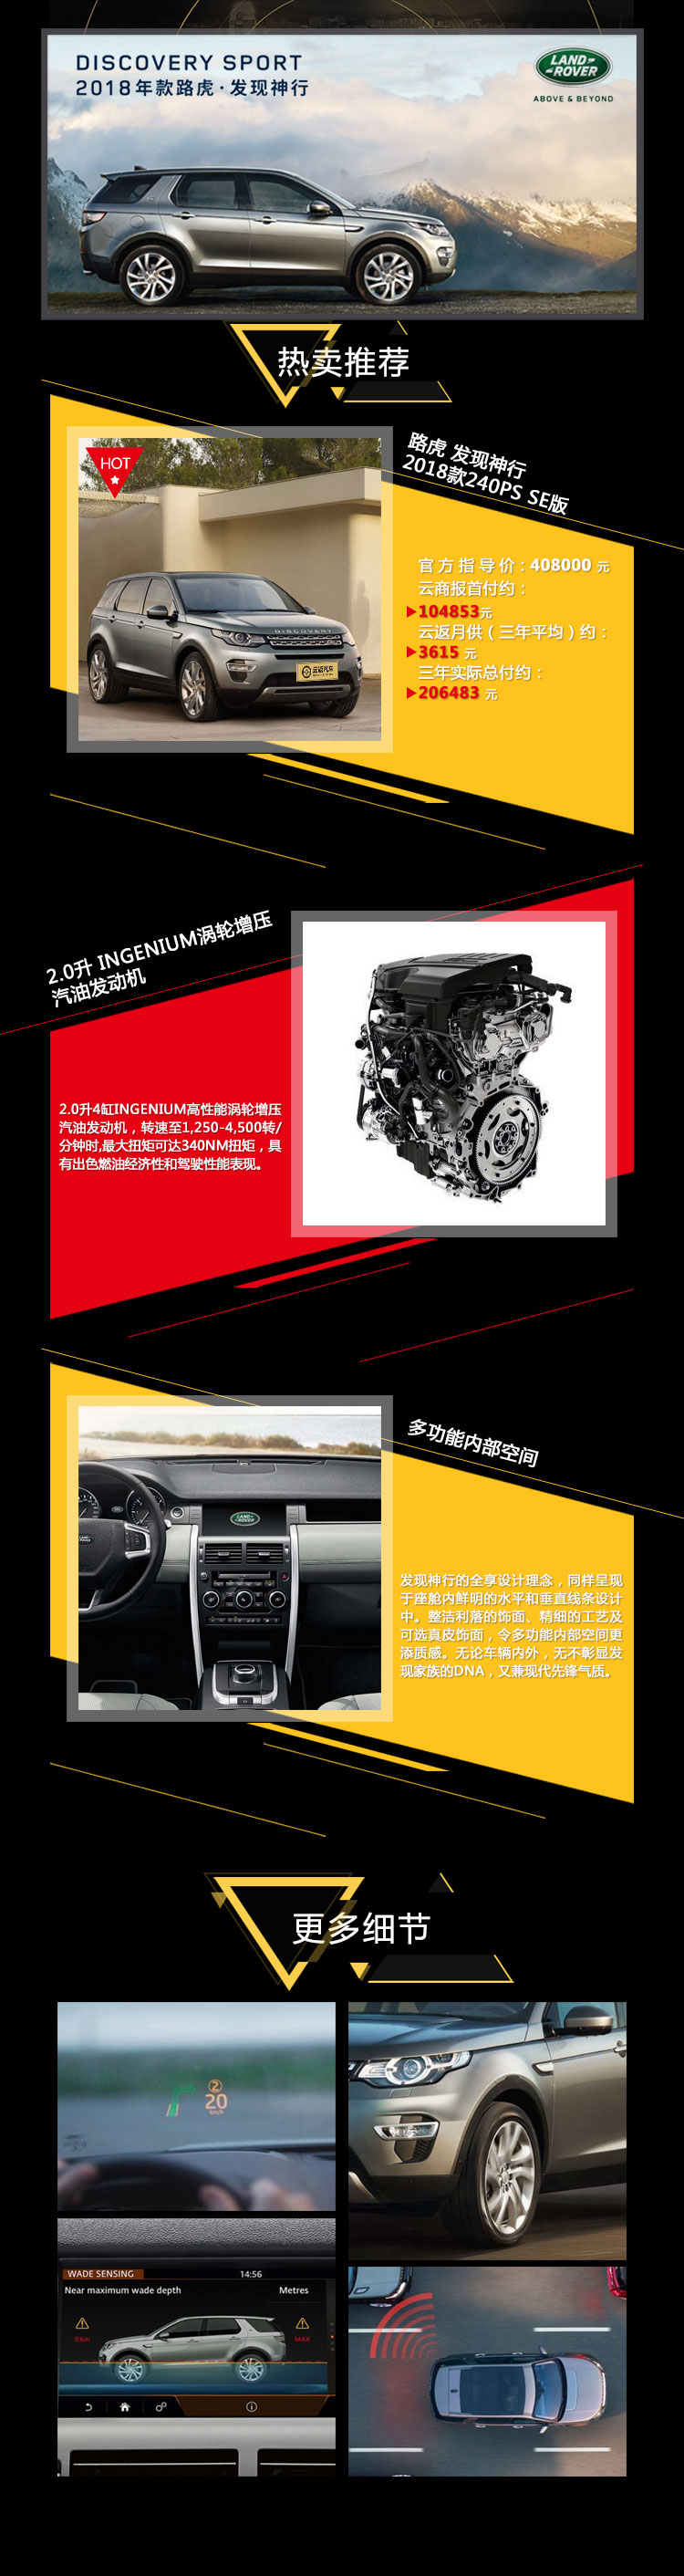 DISCOVERY SPORT
2018年款路虎·发现神行
LAND-
-ROVER
ABOVE & BEYOND
热卖推荐
HOT
路虎 发现神行
2018款240PS SE版
DISCOVERY
云返汽车
官方指导价：408000 元
云商报首付约：
▶104853元
云返月供（三年平均）约：
▶3615 元
三年实际总付约：
▶206483 元
2.0升 INGENIUM涡轮增压
汽油发动机
2.0升4缸INGENIUM高性能涡轮增压
汽油发动机，转速至1,250-4,500转/
分钟时,最大扭矩可达340NM扭矩，具
有出色燃油经济性和驾驶性能表现。
多功能内部空间
LAND-
-ROVER
发现神行的全享设计理念，同样呈现
于座舱内鲜明的水平和垂直线条设计
中。整洁利落的饰面、精细的工艺及
可选真皮饰面，令多功能内部空间更
添质感。无论车辆内外，无不彰显发
现家族的DNA，又兼现代先锋气质。
更多细节
2
20
WADE SENSING 14:56
Near maximum wade depth Metres
0.6m MAX